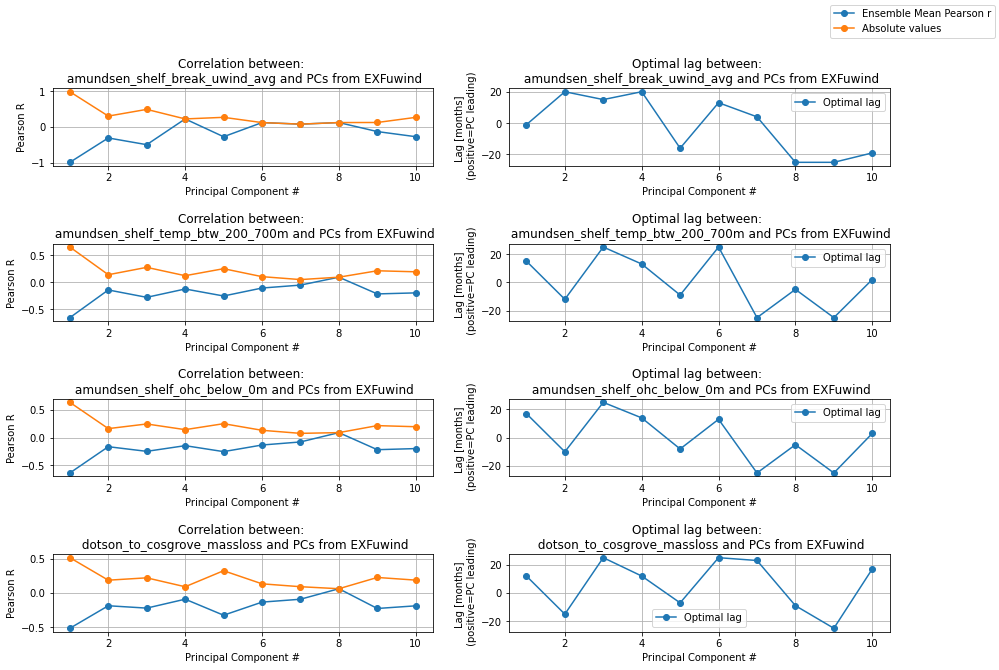 Ensemble Mean Pearson r
Absolute values
Correlation between:
amundsen_shelf_break_uwind_avg and PCs from EXFuwind
Pearson R
1
0
−1
2
4
6
8
10
Principal Component #
Optimal lag between:
amundsen_shelf_break_uwind_avg and PCs from EXFuwind
Lag [months]
(positive=PC leading)
20
0
−20
Optimal lag
2
4
6
8
10
Principal Component #
Correlation between:
amundsen_shelf_temp_btw_200_700m and PCs from EXFuwind
Pearson R
0.5
0.0
−0.5
2
4
6
8
10
Principal Component #
Optimal lag between:
amundsen_shelf_temp_btw_200_700m and PCs from EXFuwind
Lag [months]
(positive=PC leading)
20
0
−20
Optimal lag
2
4
6
8
10
Principal Component #
Correlation between:
amundsen_shelf_ohc_below_0m and PCs from EXFuwind
Pearson R
0.5
0.0
−0.5
2
4
6
8
10
Principal Component #
Optimal lag between:
amundsen_shelf_ohc_below_0m and PCs from EXFuwind
Lag [months]
(positive=PC leading)
20
0
−20
Optimal lag
2
4
6
8
10
Principal Component #
Correlation between:
dotson_to_cosgrove_massloss and PCs from EXFuwind
Pearson R
0.5
0.0
−0.5
2
4
6
8
10
Principal Component #
Optimal lag between:
dotson_to_cosgrove_massloss and PCs from EXFuwind
Lag [months]
(positive=PC leading)
20
0
−20
Optimal lag
2
4
6
8
10
Principal Component #